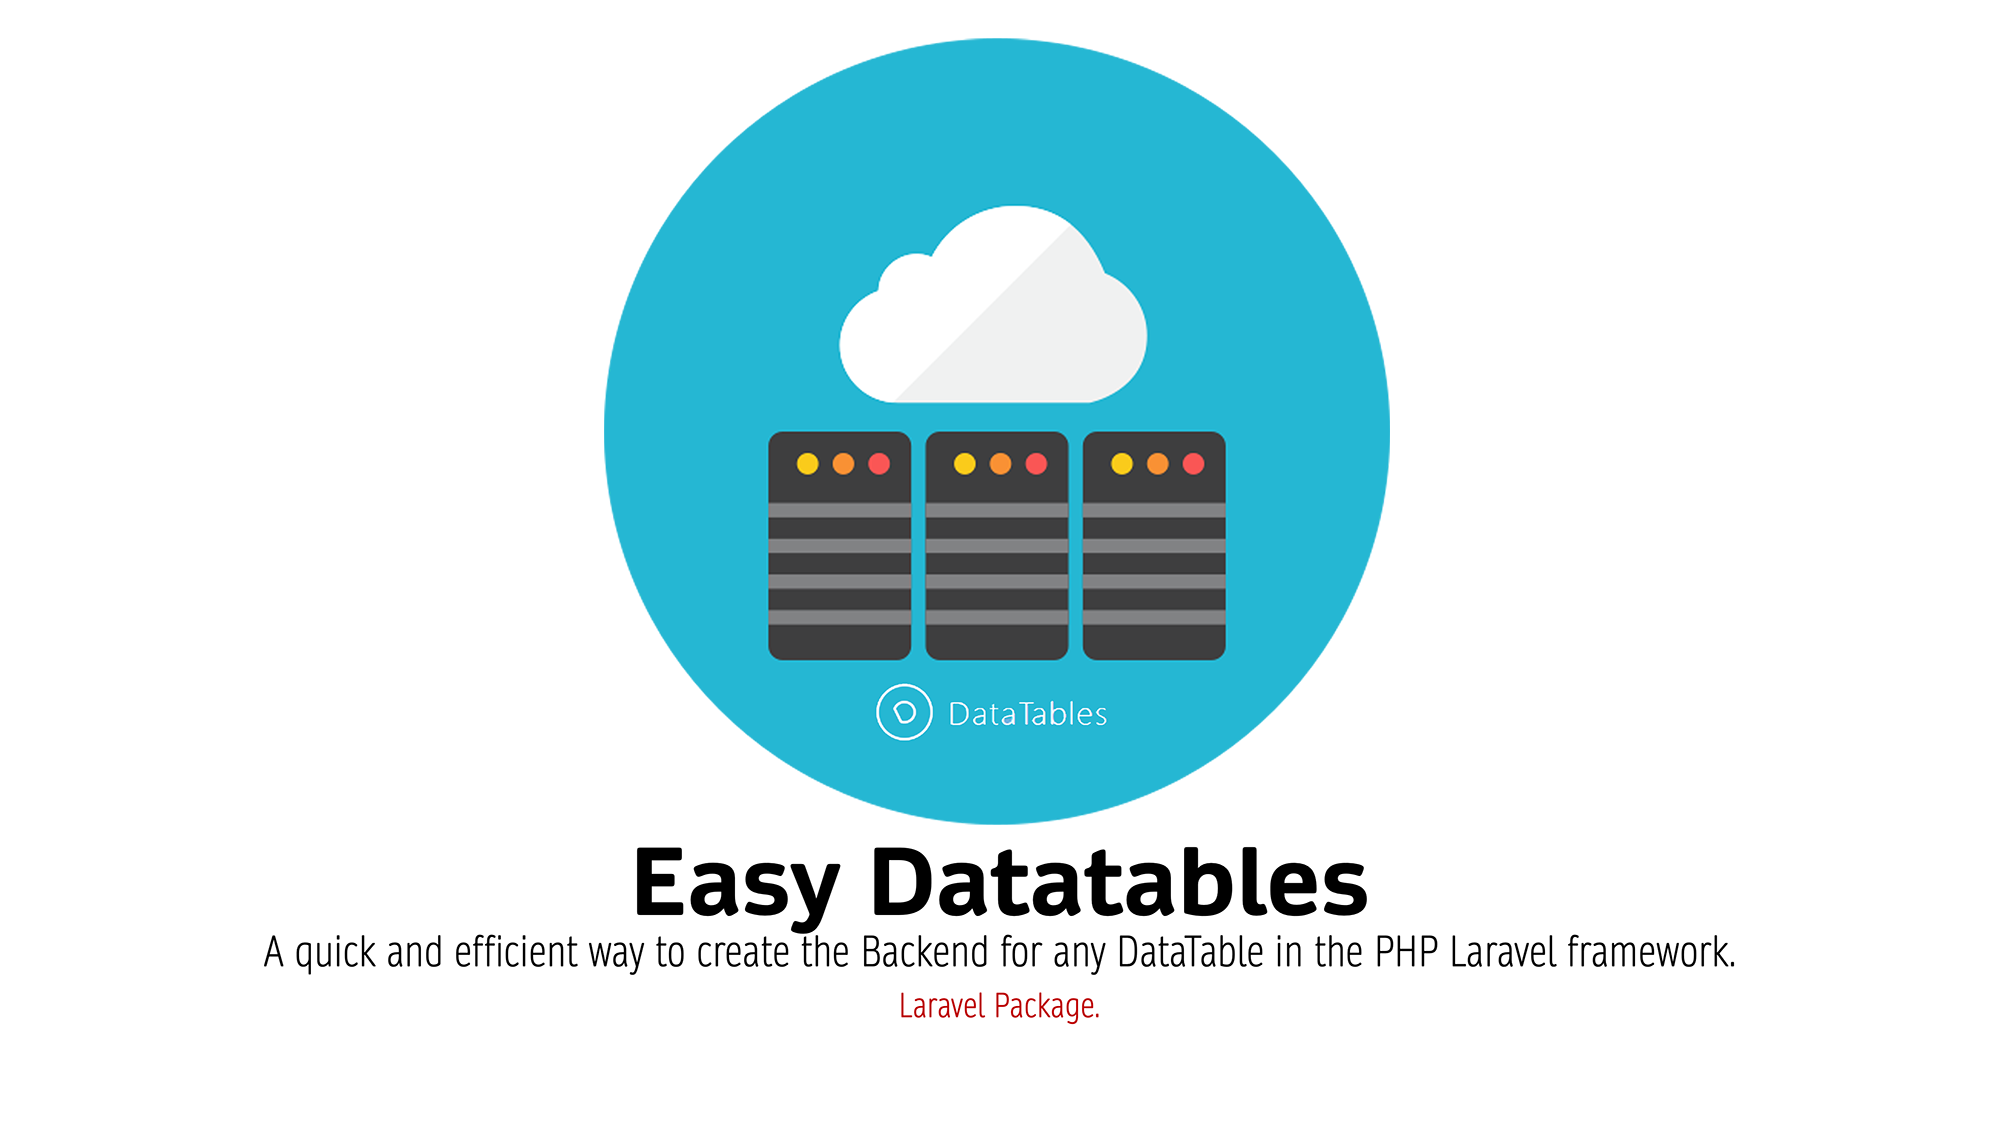 D DataTables
Easy Datatables
A quick and efficient way to create the Backend for any DataTable in the PHP Laravel framework.
Laravel Package.